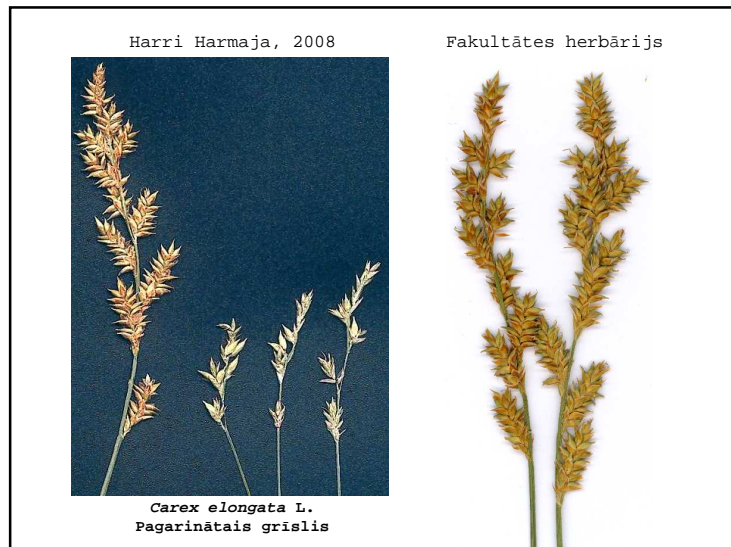 Harri Harmaja, 2008
Fakultātes herbārijs
Carex elongata L.
Pagarinātais grīslis